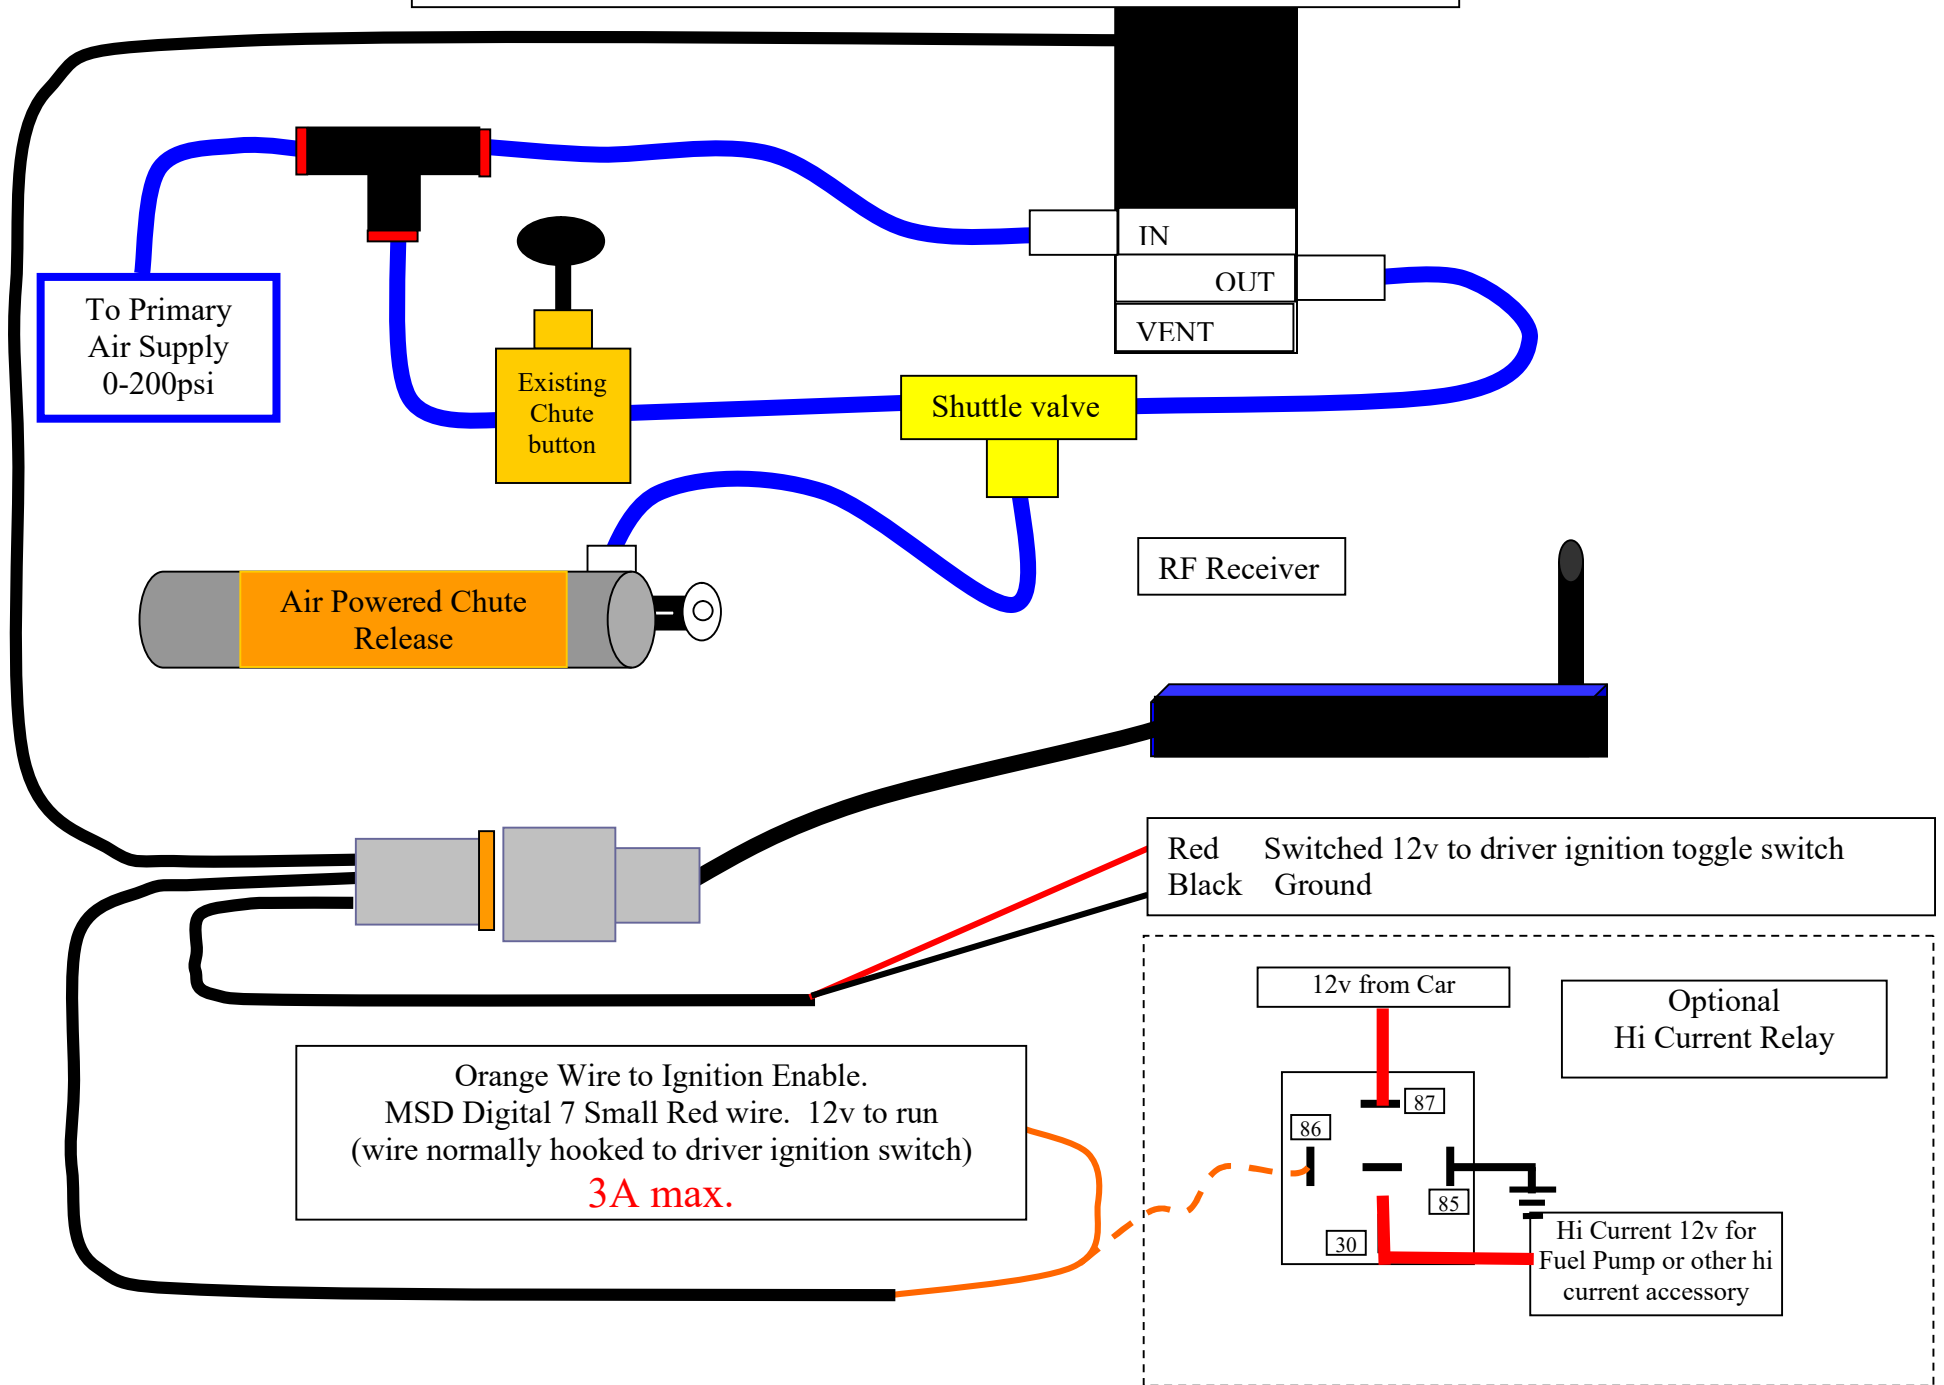 IN
OUT
VENT
To Primary
Air Supply
0-200psi
Existing
Chute
button
Shuttle valve
Air Powered Chute
Release
RF Receiver
Red Switched 12v to driver ignition toggle switch
Black Ground
12v from Car
Optional
Hi Current Relay
Orange Wire to Ignition Enable.
MSD Digital 7 Small Red wire. 12v to run
(wire normally hooked to driver ignition switch)
3A max.
87
86
85
30
Hi Current 12v for
Fuel Pump or other hi
current accessory